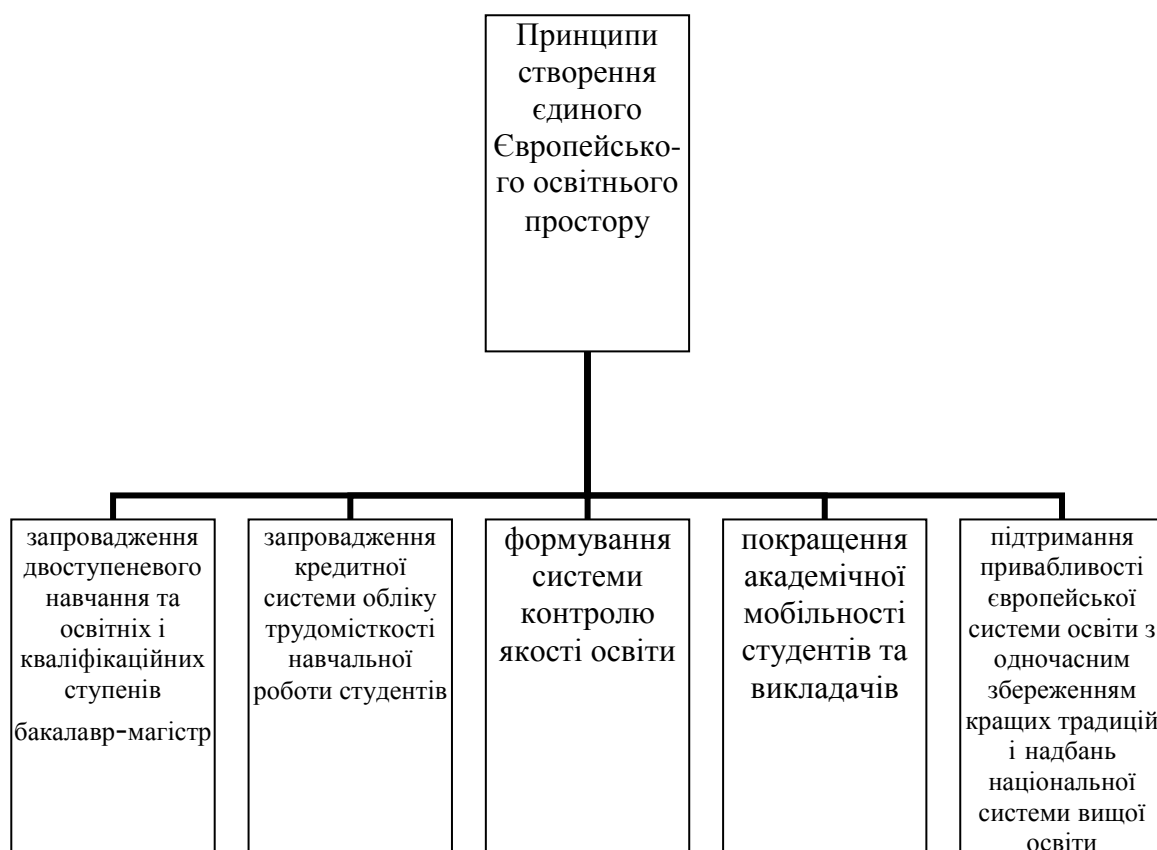 Принципи
створення
єдиного
Європейсько-
го освітнього
простору
запровадження
двоступеневого
навчання та
освітніх і
кваліфікаційних
ступенів
бакалавр-магістр
запровадження
кредитної
системи обліку
трудомісткості
навчальної
роботи студентів
формування
системи
контролю
якості освіти
покращення
академічної
мобільності
студентів та
викладачів
підтримання
привабливості
європейської
системи освіти з
одночасним
збереженням
кращих традицій
і надбань
національної
системи вищої
освіти